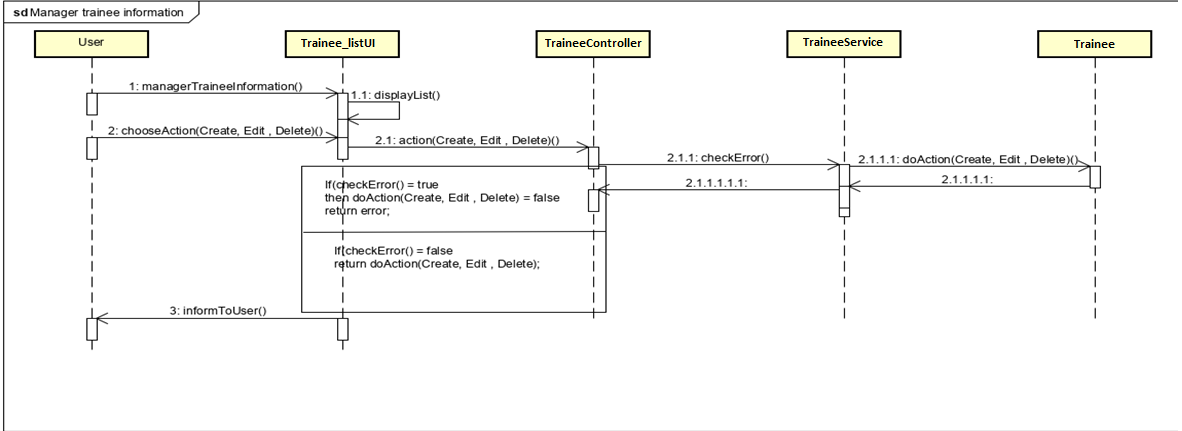 sd Manager trainee information
User
Trainee_listUI
TraineeController
TraineeService
Trainee
1: managerTraineeInformation()
1.1: displayList()
2: chooseAction(Create, Edit , Delete)()
2.1: action(Create, Edit , Delete)()
2.1.1: checkError()
2.1.1.1: doAction(Create, Edit , Delete)()
2.1.1.1.1:
2.1.1.1.1.1:
If(checkError() = true
then doAction(Create, Edit , Delete) = false
return error;
If(checkError() = false
return doAction(Create, Edit , Delete);
3: informToUser()